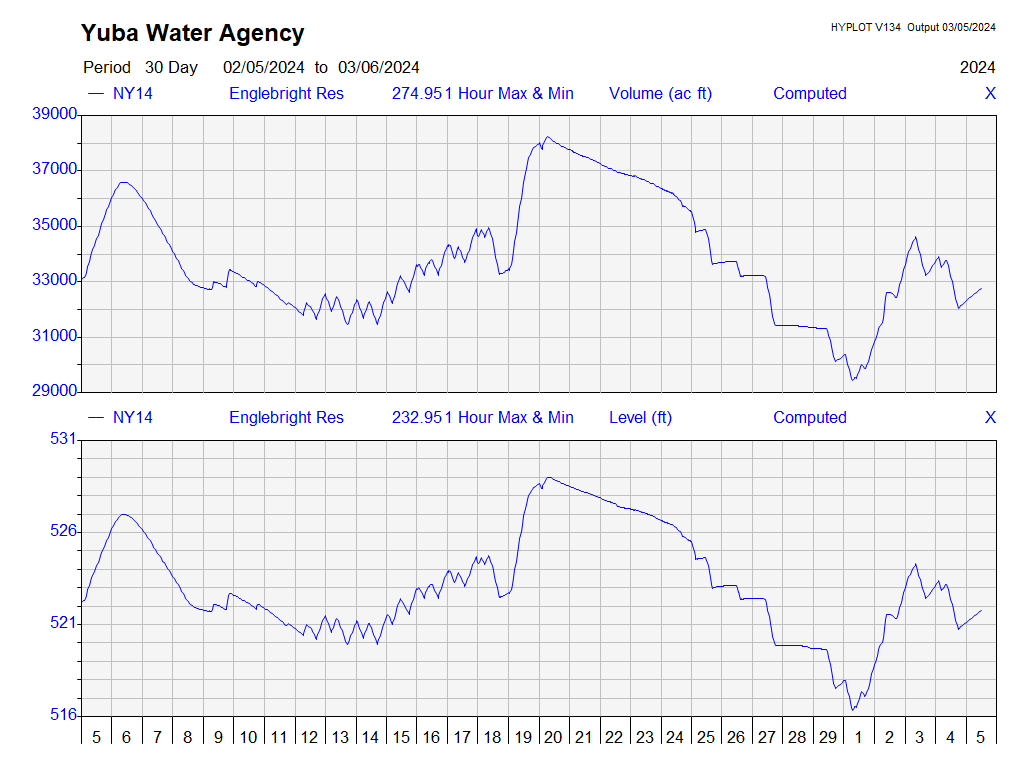 Yuba Water Agency
HYPLOT V134 Output 03/05/2024
Period 30 Day 02/05/2024 to 03/06/2024 2024
NY14 Englebright Res 274.951 Hour Max & Min Volume (ac ft) Computed X
39000
37000
35000
33000
31000
29000
NY14 Englebright Res 232.951 Hour Max & Min Level (ft) Computed X
531
526
521
516
5 6 7 8 9 10 11 12 13 14 15 16 17 18 19 20 21 22 23 24 25 26 27 28 29 1 2 3 4 5